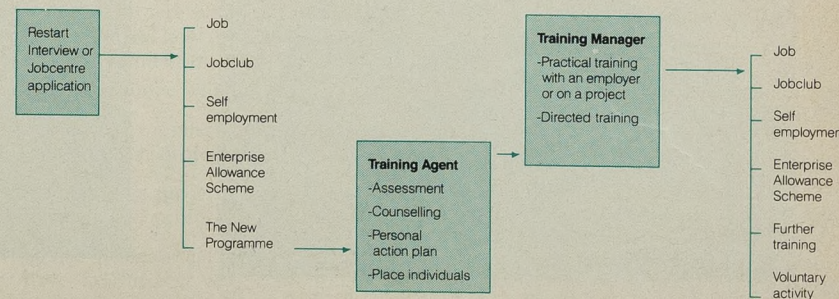 Restart
Interview or
Jobcentre
application
Job
Jobclub
Self
employment
Enterprise
Allowance
Scheme
The New
Programme
Training Agent
-Assessment
-Counselling
-Personal
action plan
-Place individuals
Training Manager
-Practical training
with an employer
or on a project
-Directed training
Job
Jobclub
Self
employmen
Enterprise
Allowance
Scheme
Further
training
Voluntary
activity